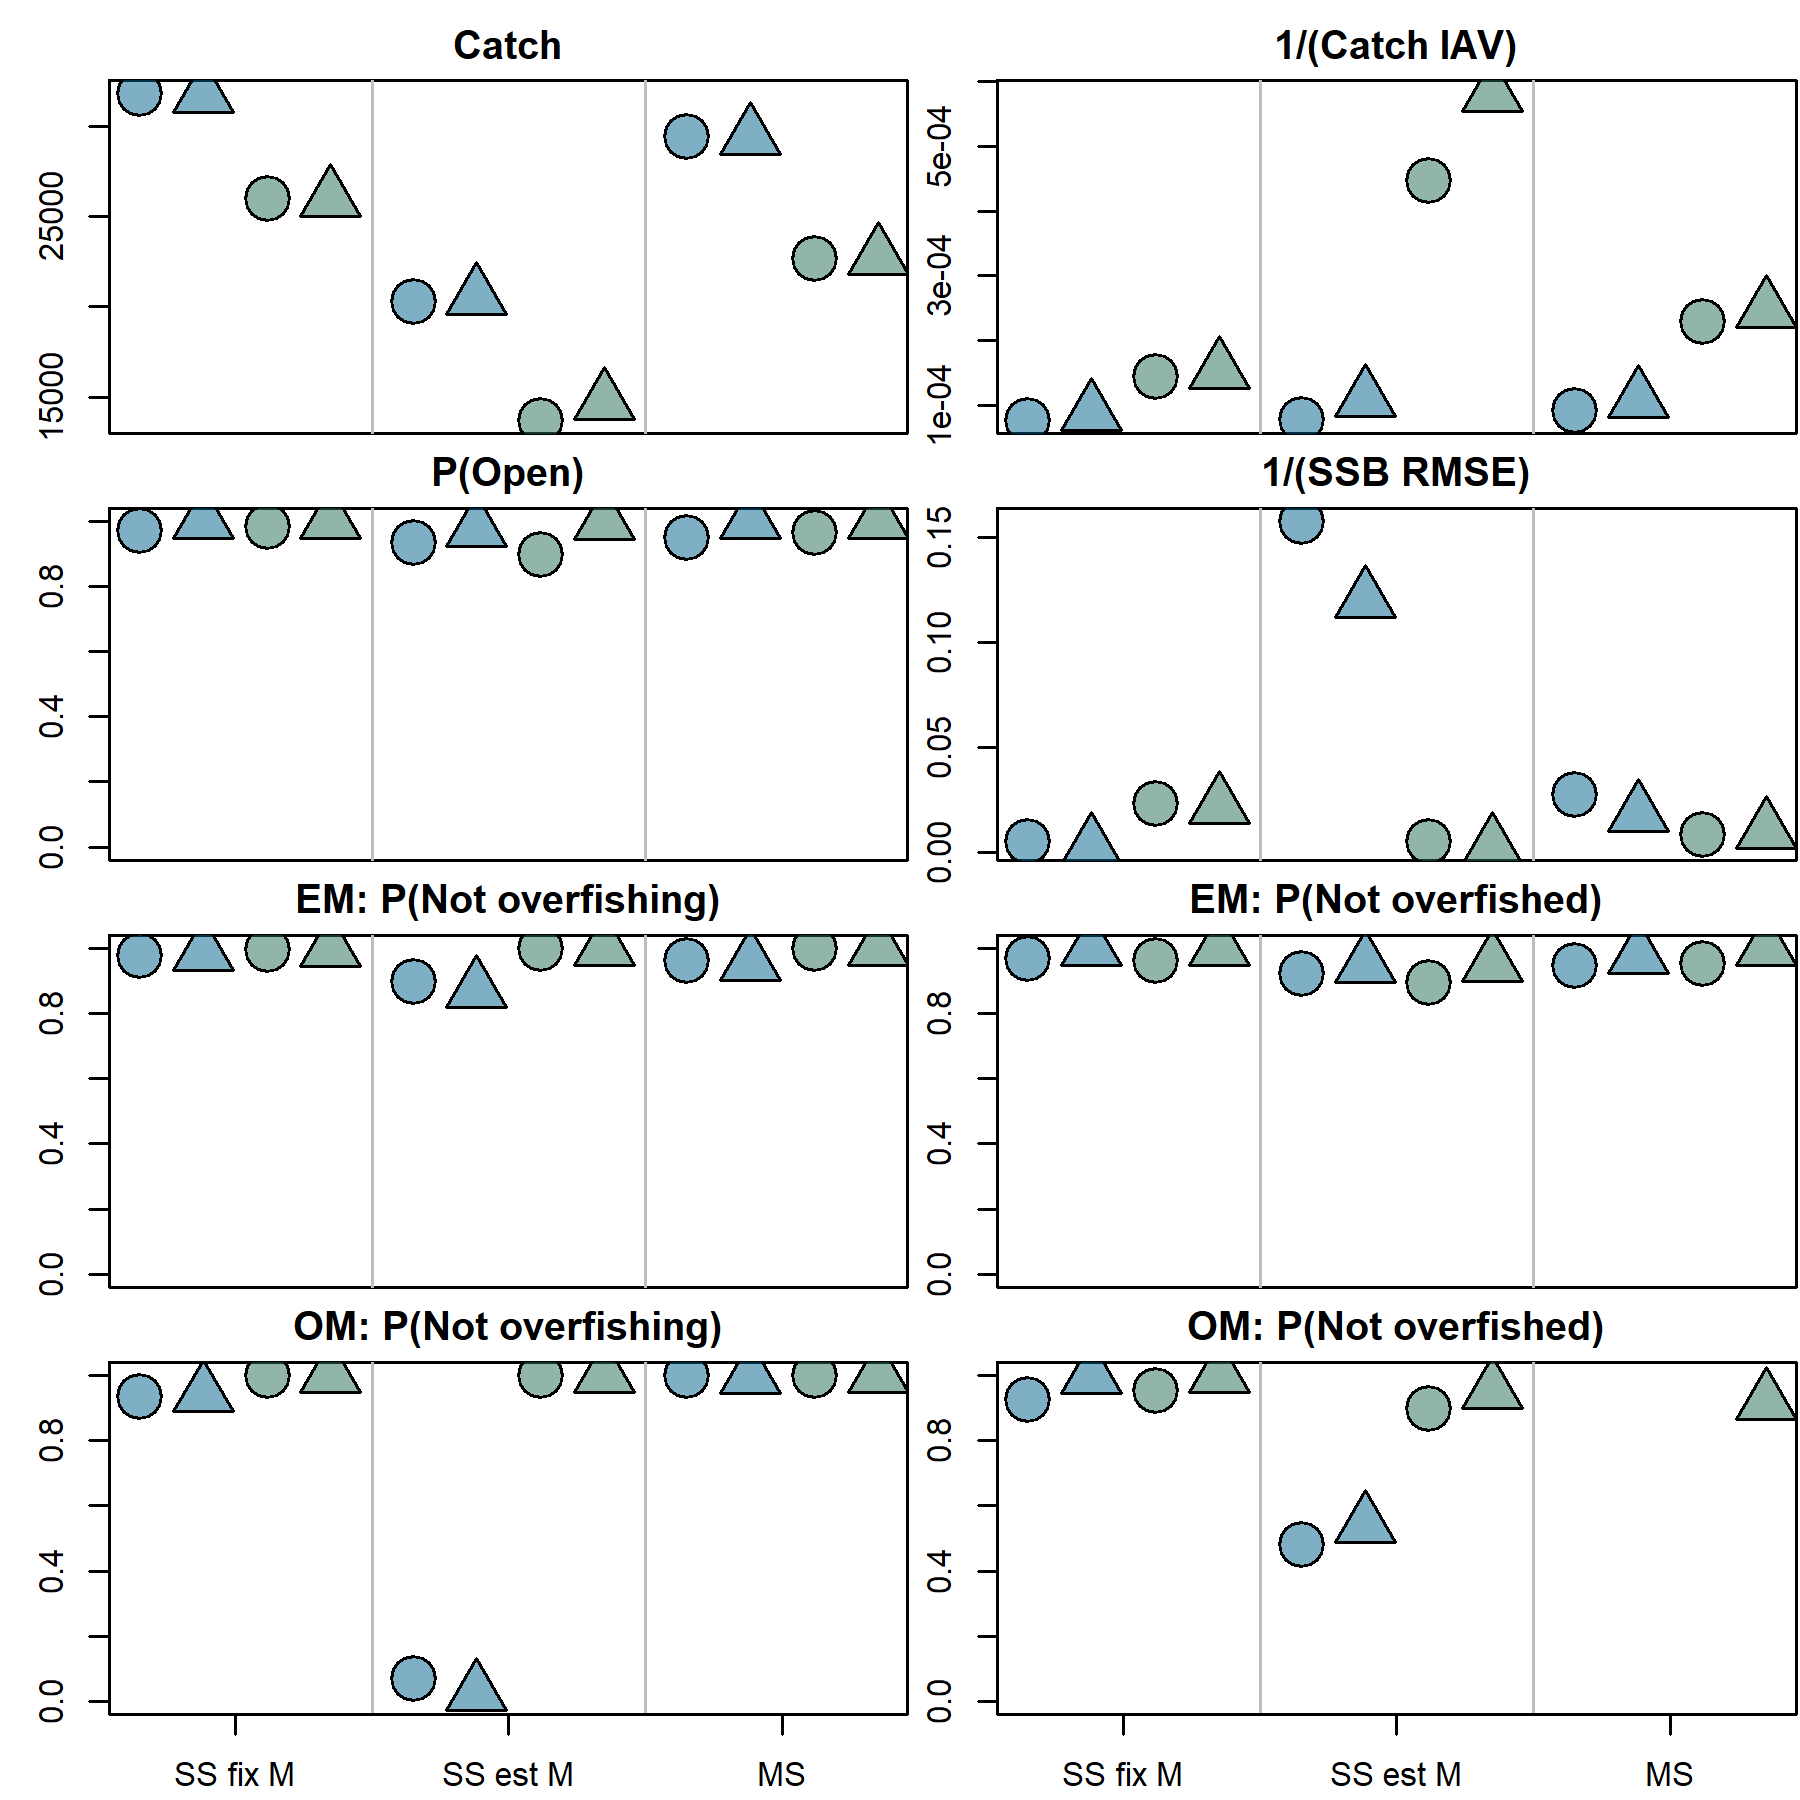 Catch
1/(Catch IAV)
25000
15000
5e-04
3e-04
1e-04
P(Open)
1/(SSB RMSE)
0.8
0.4
0.0
0.15
0.10
0.05
0.00
EM: P(Not overfishing)
EM: P(Not overfished)
0.8
0.4
0.0
0.8
0.4
0.0
OM: P(Not overfishing)
OM: P(Not overfished)
0.8
0.4
0.0
0.8
0.4
0.0
SS fix M
SS est M
MS
SS fix M
SS est M
MS